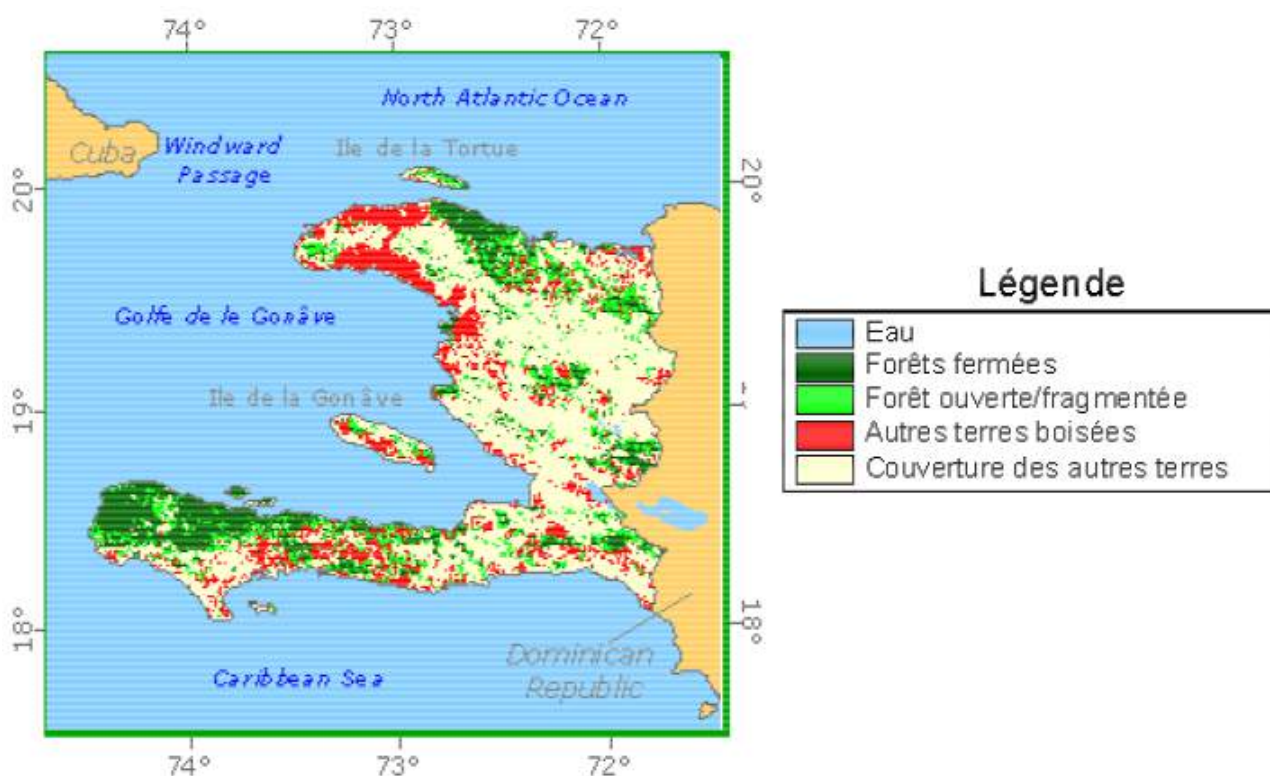 74°
73°
72°
North Atlantic Ocean
Cuba
Windward
Passage
Ile de la Tortue
20°
20°
Golfe de le Gonâve
Ile de la Gonâve
19°
18°
18°
Dominican
Republic
Caribbean Sea
74°
73°
72°
Légende
Eau
Forêts fermées
Forêt ouverte/fragmentée
Autres terres boisées
Couverture des autres terres